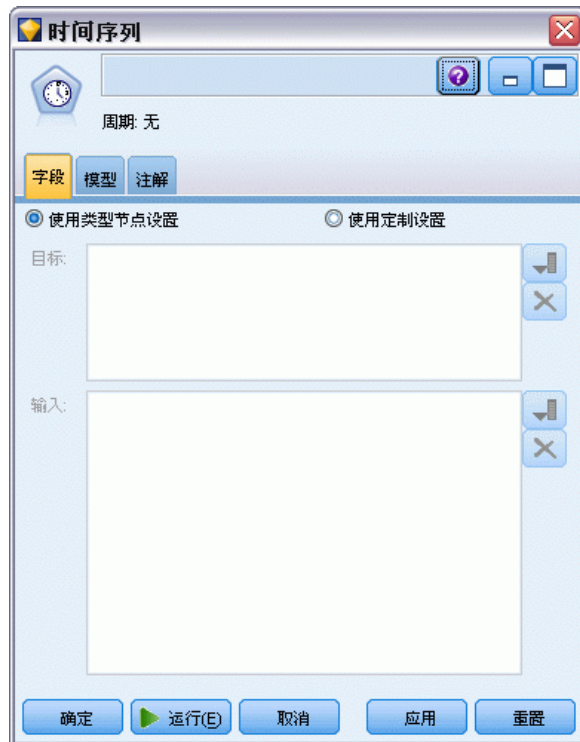 时间序列
周期: 无
字段 模型 注解
使用类型节点设置 使用定制设置
目标:
输入:
确定 运行(E) 取消 应用 重置